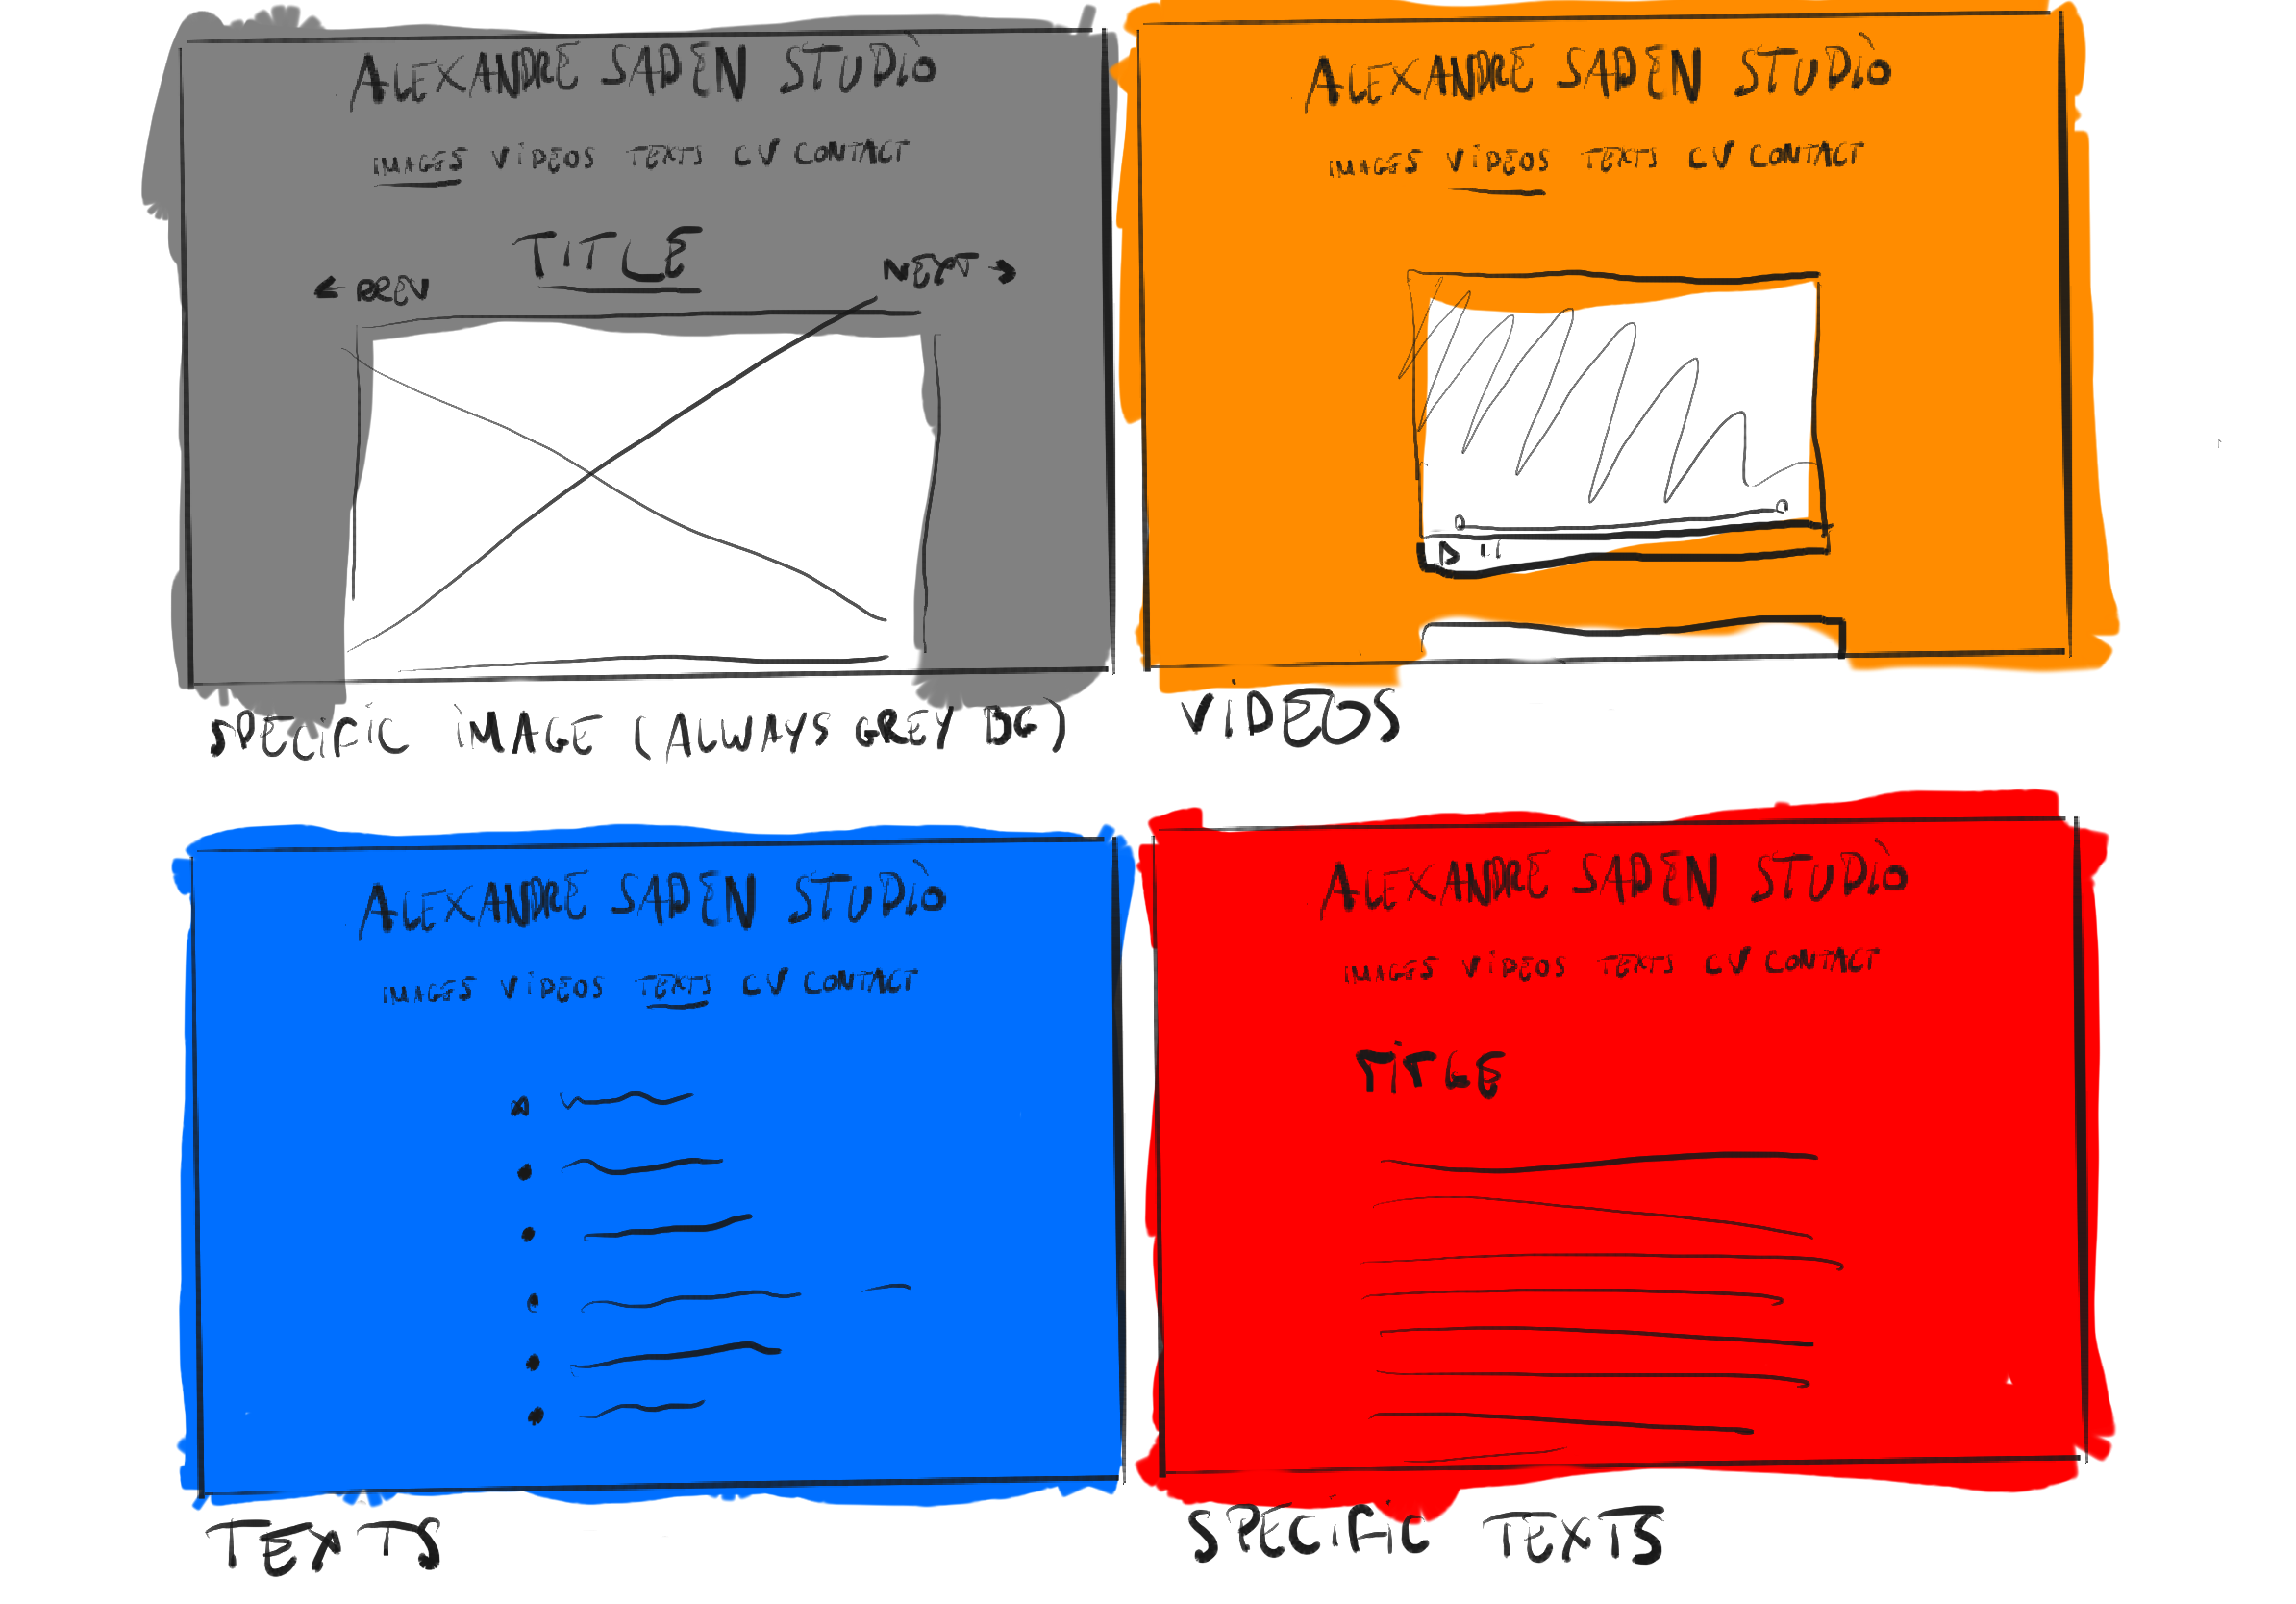 ALEXANDRE SADEN STUDIO
IMAGES VIDEOS TEXTS CV CONTACT
TITLE
← PREV
NEXT →
SPECIFIC IMAGE (ALWAYS GREY BG)
ALEXANDRE SADEN STUDIO
IMAGES VIDEOS TEXTS CV CONTACT
VIDEOS
ALEXANDRE SADEN STUDIO
IMAGES VIDEOS TEXTS CV CONTACT
TEXTS
ALEXANDRE SADEN STUDIO
IMAGES VIDEOS TEXTS CV CONTACT
TITLE
SPECIFIC TEXTS